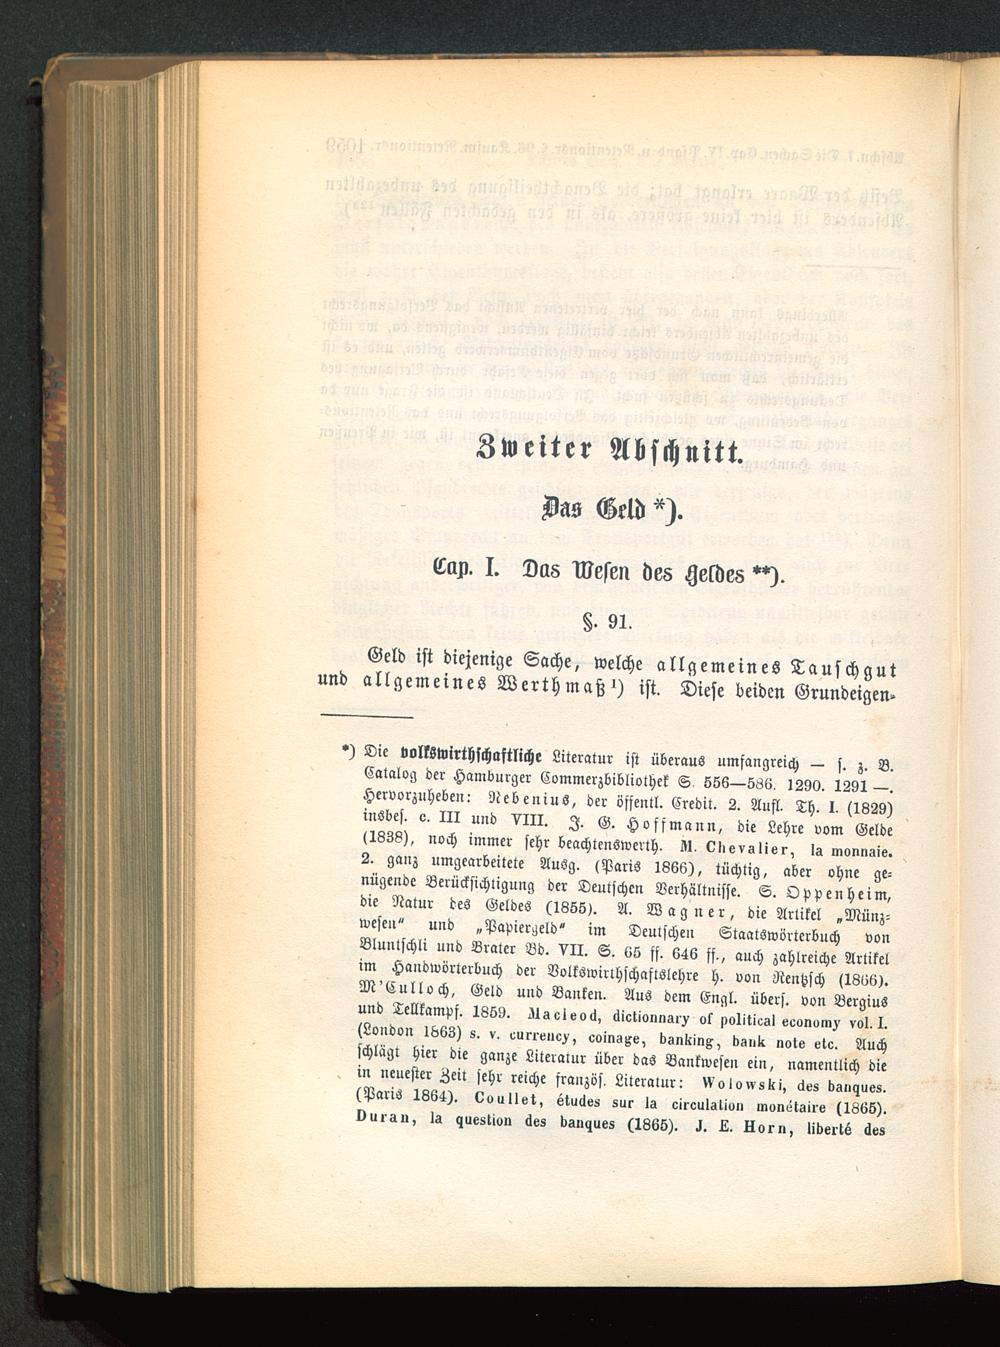 Zweiter Abschnitt.
Das Geld *).
Cap. I. Das Wesen des Geldes **).
§. 91.
Geld ist diejenige Sache, welche allgemeines Tauschgut
und allgemeines Werthmaß ¹) ist. Diese beiden Grundeigen-
*) Die volkswirthschaftliche Literatur ist überaus umfangreich — s. z. B.
Catalog der Hamburger Commerzbibliothek S. 556—586. 1290. 1291 —.
Hervorzuheben: Nebenius, der öffentl. Credit. 2. Aufl. Th. I. (1829)
insbes. c. III und VIII. J. G. Hoffmann, die Lehre vom Gelde
(1838), noch immer sehr beachtenswerth. M. Chevalier, la monnaie.
2. ganz umgearbeitete Ausg. (Paris 1866), tüchtig, aber ohne ge-
nügende Berücksichtigung der Deutschen Verhältnisse. S. Oppenheim,
die Natur des Geldes (1855). A. Wagner, die Artikel „Münz-
wesen“ und „Papiergeld“ im Deutschen Staatswörterbuch von
Bluntschli und Brater Bd. VII. S. 65 ff. 646 ff., auch zahlreiche Artikel
im Handwörterbuch der Volkswirthschaftslehre h. von Rentzsch (1866).
M'Culloch, Geld und Banken. Aus dem Engl. übers. von Bergius
und Tellkampf. 1859. Macleod, dictionnary of political economy vol. I.
(London 1863) s. v. currency, coinage, banking, bank note etc. Auch
schlägt hier die ganze Literatur über das Bankwesen ein, namentlich die
in neuester Zeit sehr reiche französ. Literatur: Wolowski, des banques.
(Paris 1864). Coullet, études sur la circulation monétaire (1865).
Duran, la question des banques (1865). J. E. Horn, liberté des